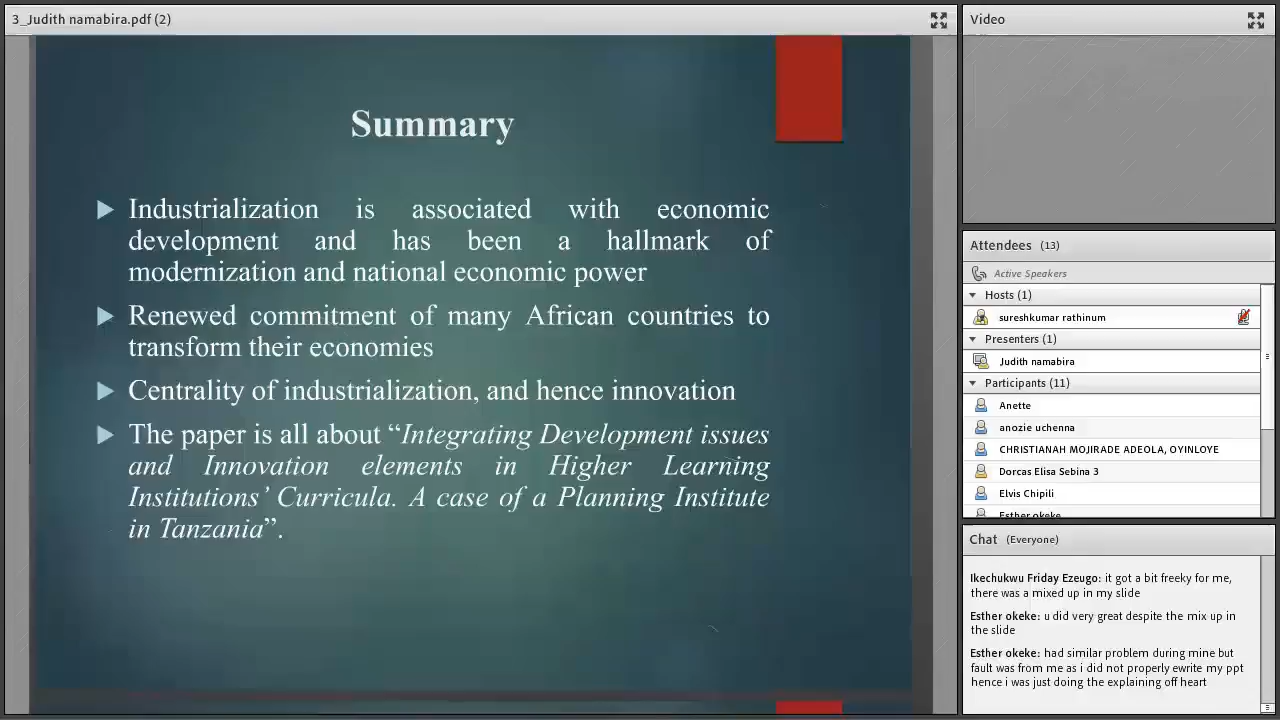 3_Judith namabira.pdf (2)
Summary
Industrialization is associated with economic
development and has been a hallmark of
modernization and national economic power
Renewed commitment of many African countries to
transform their economies
Centrality of industrialization, and hence innovation
The paper is all about “Integrating Development issues
and Innovation elements in Higher Learning
Institutions’ Curricula. A case of a Planning Institute
in Tanzania”.
Video
Attendees (13)
Active Speakers
Hosts (1)
sureshkumar rathinum
Presenters (1)
Judith namabira
Participants (11)
Anette
anozie uchenna
CHRISTIANAH MOJIRADE ADEOLA, OYINLOYE
Dorcas Elisa Sebina 3
Elvis Chipili
Esther okeke
Chat (Everyone)
Ikechukwu Friday Ezeugo: it got a bit freeky for me,
there was a mixed up in my slide
Esther okeke: u did very great despite the mix up in
the slide
Esther okeke: had similar problem during mine but
fault was from me as i did not properly ewrite my ppt
hence i was just doing the explaining off heart